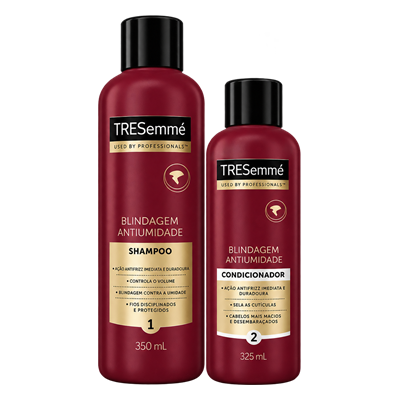 TRESemmé
USED BY PROFESSIONALS™
BLINDAGEM
ANTIUMIDADE
SHAMPOO
• AÇÃO ANTIFRIZZ IMEDIATA E DURADOURA
• CONTROLA O VOLUME
• BLINDAGEM CONTRA A UMIDADE
• FIOS DISCIPLINADOS
E PROTEGIDOS
1
350 mL
TRESemmé
USED BY PROFESSIONALS™
BLINDAGEM
ANTIUMIDADE
CONDICIONADOR
• AÇÃO ANTIFRIZZ IMEDIATA E
DURADOURA
• SELA AS CUTÍCULAS
• CABELOS MAIS MACIOS
E DESEMBARAÇADOS
2
325 mL